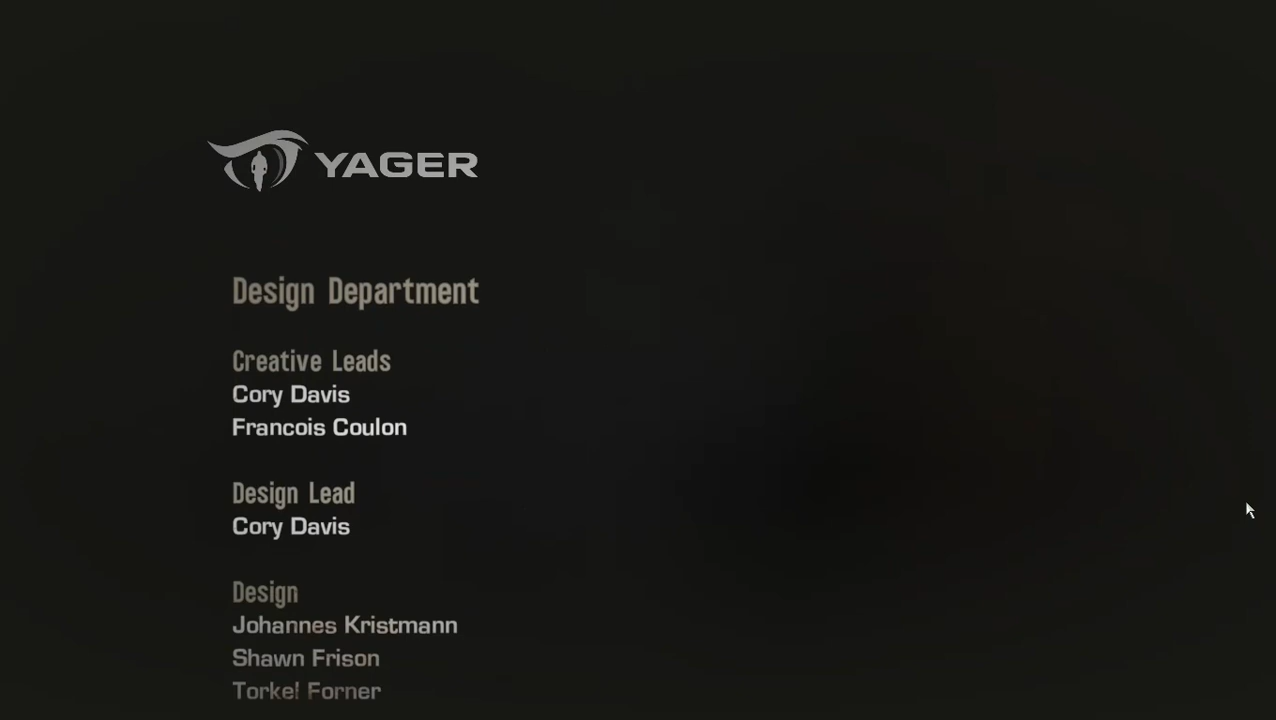 YAGER
Design Department
Creative Leads
Cory Davis
Francois Coulon
Design Lead
Cory Davis
Design
Johannes Kristmann
Shawn Frison
Torkel Forner